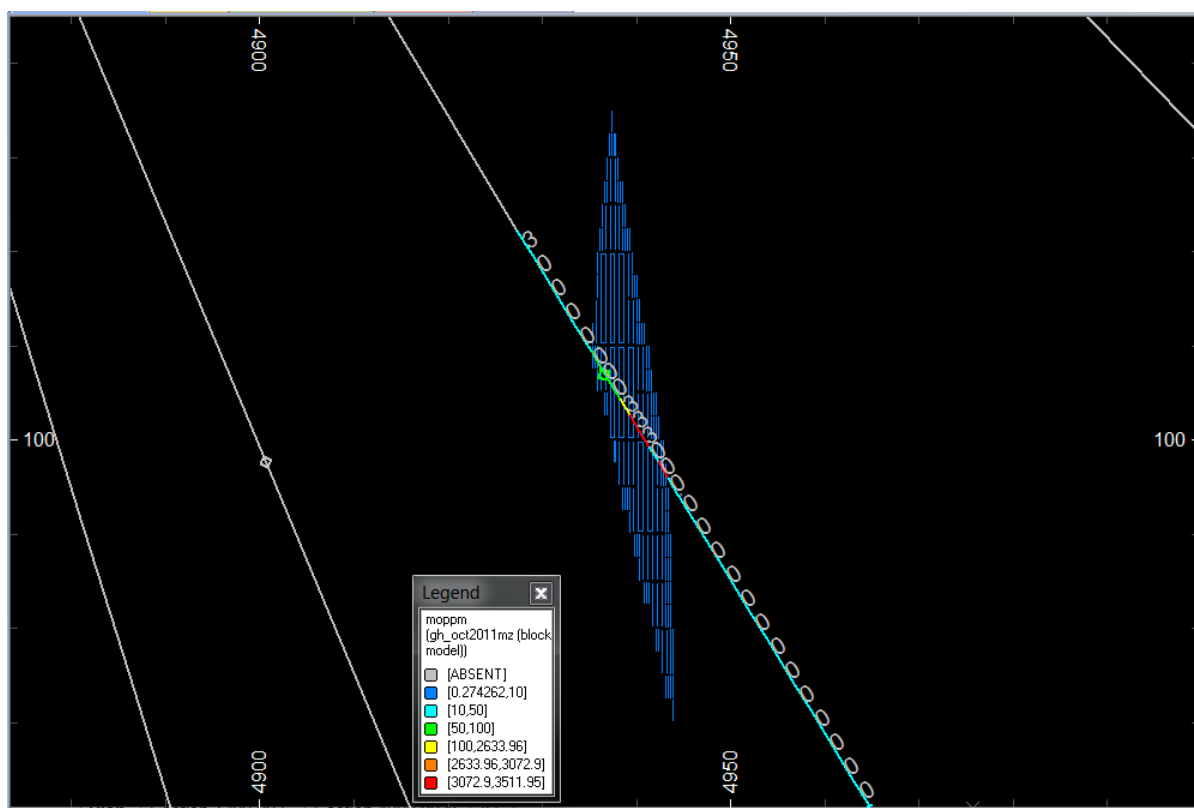 4900
4950
100
100
Legend
moppm
(gh_oct2011mz (block
model))
[ABSENT]
[0.274262,10]
[10,50]
[50,100]
[100,2633.96]
[2633.96,3072.9]
[3072.9,3511.95]
4900
4950